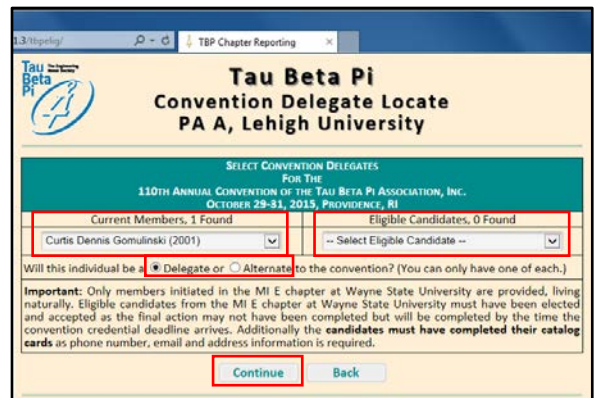 1.3/tbpelig/
TBP Chapter Reporting
Tau
Beta
Pi
Tau Beta Pi
Convention Delegate Locate
PA A, Lehigh University
SELECT CONVENTION DELEGATES
FOR THE
110TH ANNUAL CONVENTION OF THE TAU BETA PI ASSOCIATION, INC.
OCTOBER 29-31, 2015, PROVIDENCE, RI
Current Members, 1 Found Eligible Candidates, 0 Found
Curtis Dennis Gomulinski (2001) -- Select Eligible Candidate --
Will this individual be a Delegate or Alternate to the convention? (You can only have one of each.)
Important: Only members initiated in the MI E chapter at Wayne State University are provided, living
naturally. Eligible candidates from the MI E chapter at Wayne State University must have been elected
and accepted as the final action may not have been completed but will be completed by the time the
convention credential deadline arrives. Additionally the candidates must have completed their catalog
cards as phone number, email and address information is required.
Continue Back